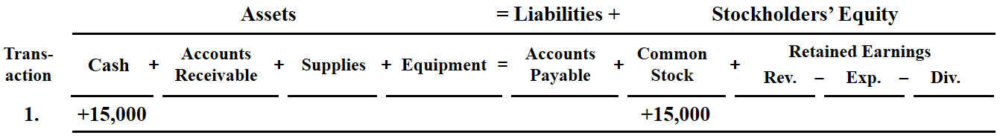 Assets = Liabilities + Stockholders’ Equity
Trans-
action
Cash + Accounts
Receivable + Supplies + Equipment = Accounts
Payable + Common
Stock + Retained Earnings
Rev. – Exp. – Div.
1. +15,000 +15,000